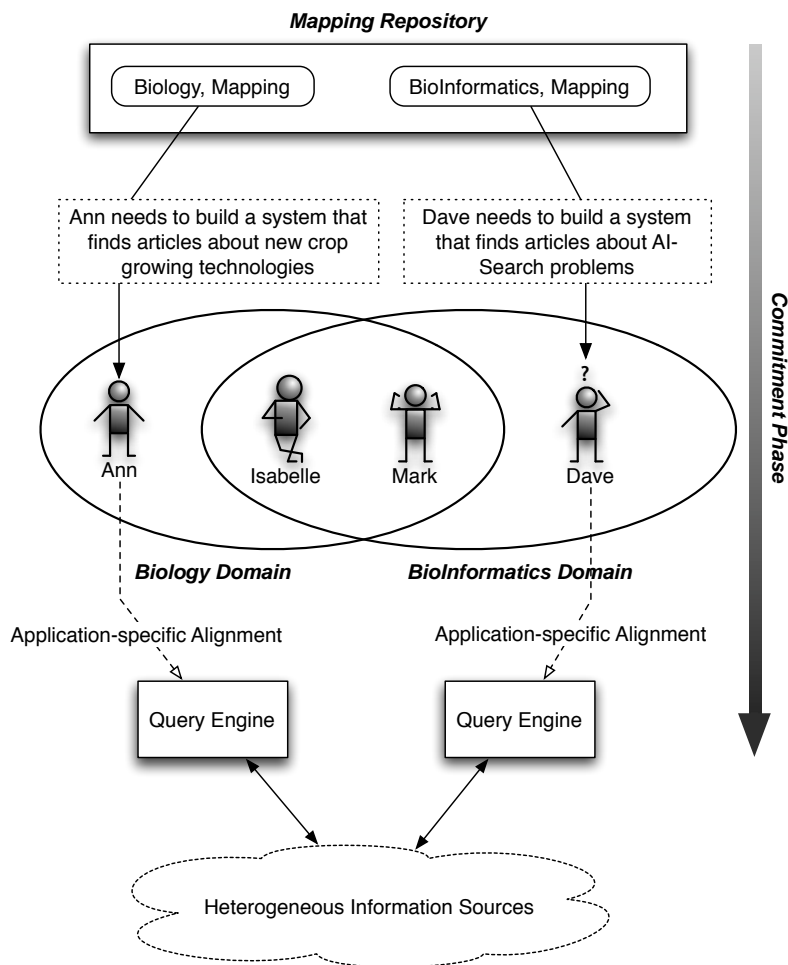 Mapping Repository
Biology, Mapping
BioInformatics, Mapping
Ann needs to build a system that
finds articles about new crop
growing technologies
Dave needs to build a system
that finds articles about AI-
Search problems
Commitment Phase
?
Ann
Isabelle
Mark
Dave
Biology Domain
BioInformatics Domain
Application-specific Alignment
Application-specific Alignment
Query Engine
Query Engine
Heterogeneous Information Sources